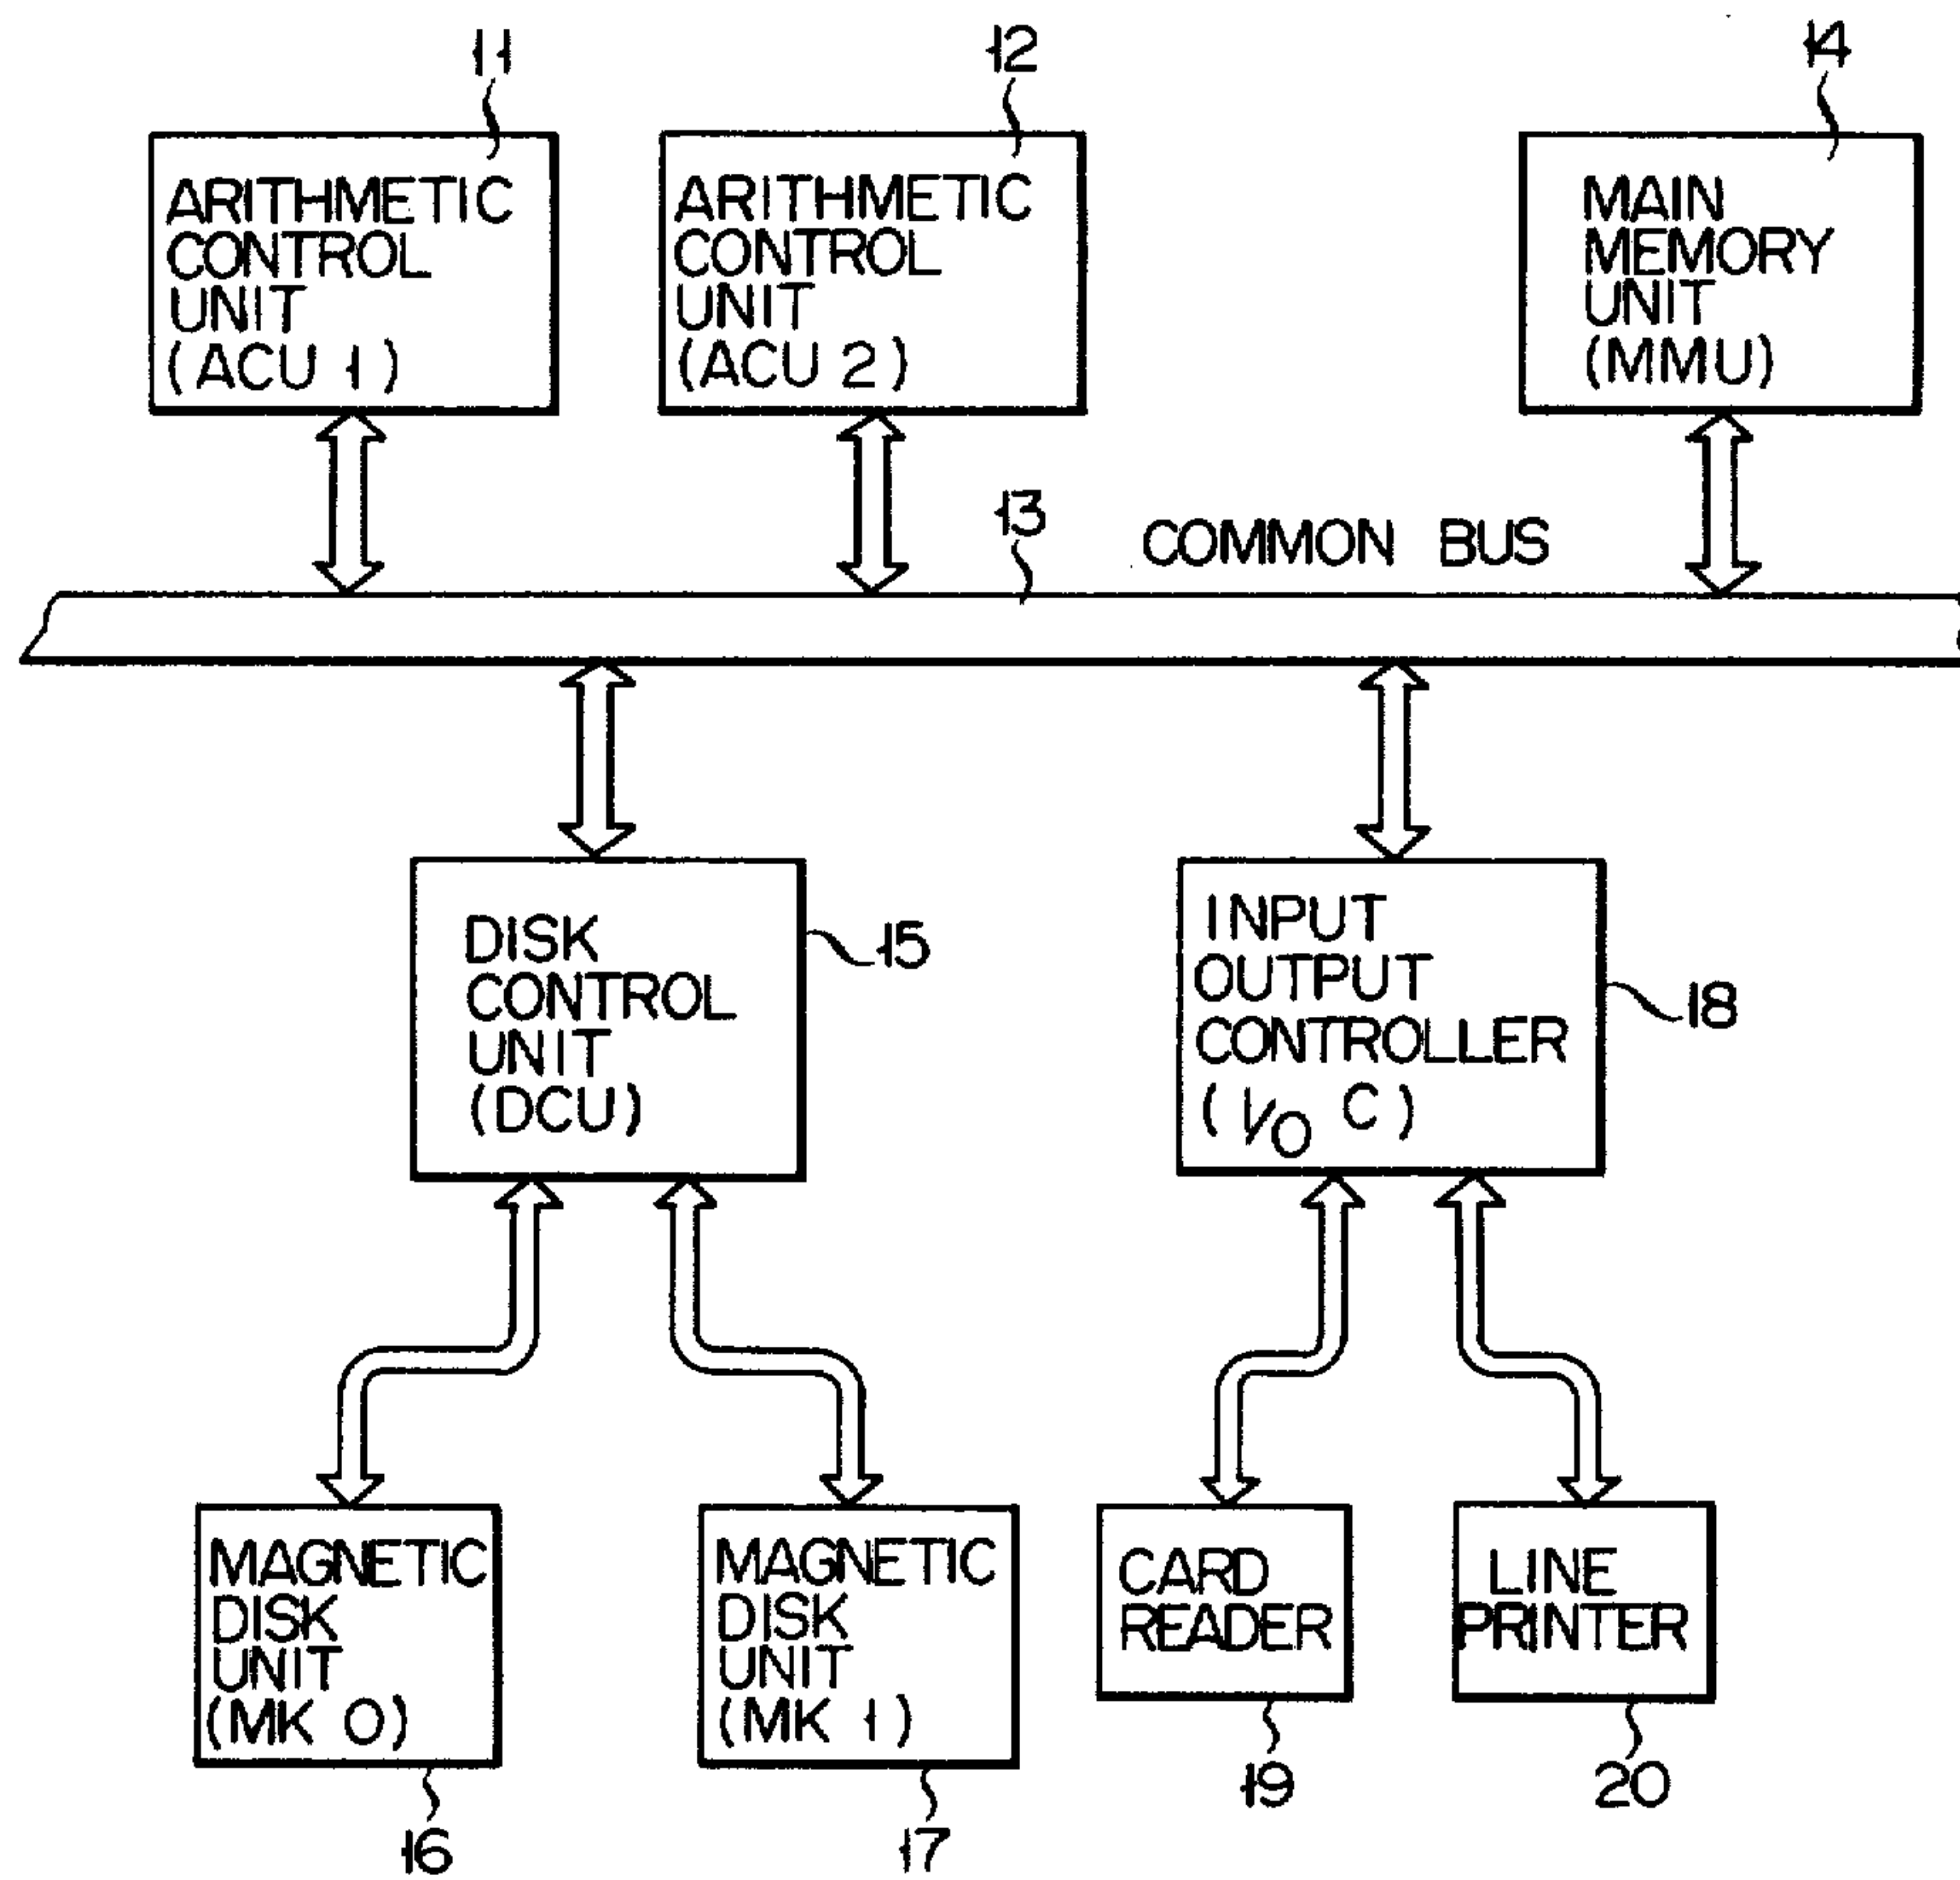 11
12
14
ARITHMETIC
CONTROL
UNIT
(ACU 1)
ARITHMETIC
CONTROL
UNIT
(ACU 2)
MAIN
MEMORY
UNIT
(MMU)
13
COMMON BUS
DISK
CONTROL
UNIT
(DCU)
15
INPUT
OUTPUT
CONTROLLER
(I/O C)
18
MAGNETIC
DISK
UNIT
(MK 0)
MAGNETIC
DISK
UNIT
(MK 1)
CARD
READER
LINE
PRINTER
16
17
19
20